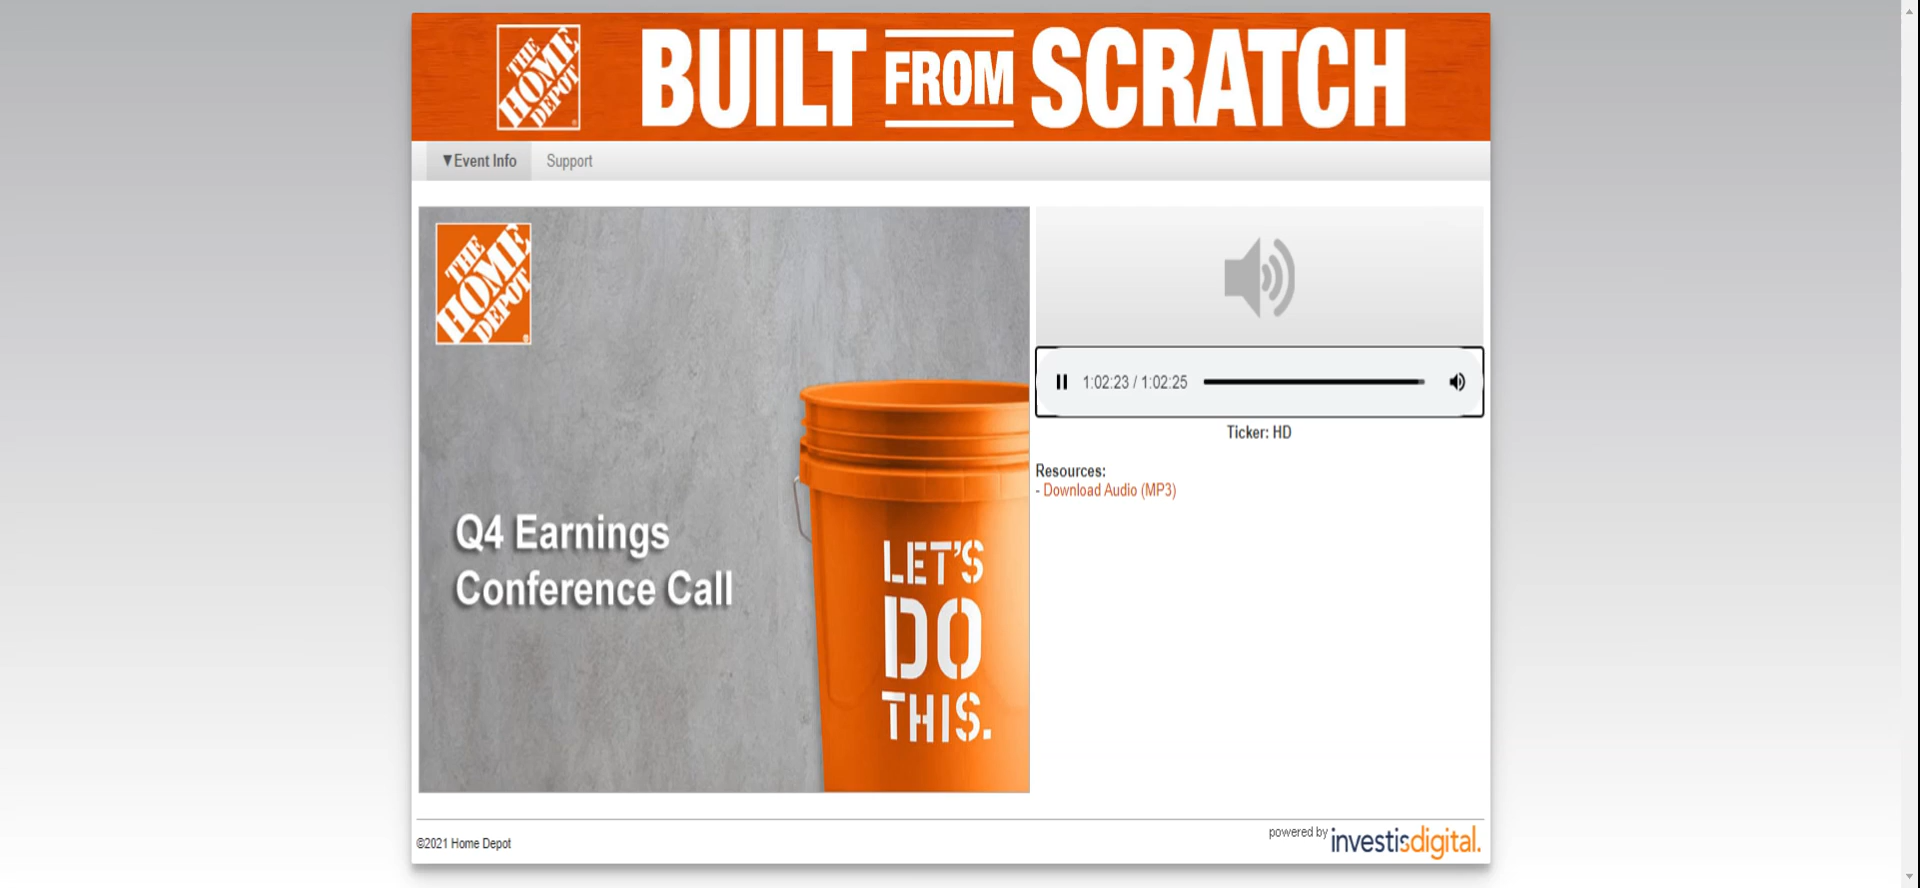 THE
HOME
DEPOT
BUILT FROM SCRATCH
▼Event Info Support
THE
HOME
DEPOT
Q4 Earnings
Conference Call
LET'S
DO
THIS.
1:02:23 / 1:02:25
Ticker: HD
Resources:
- Download Audio (MP3)
©2021 Home Depot
powered by investisdigital.